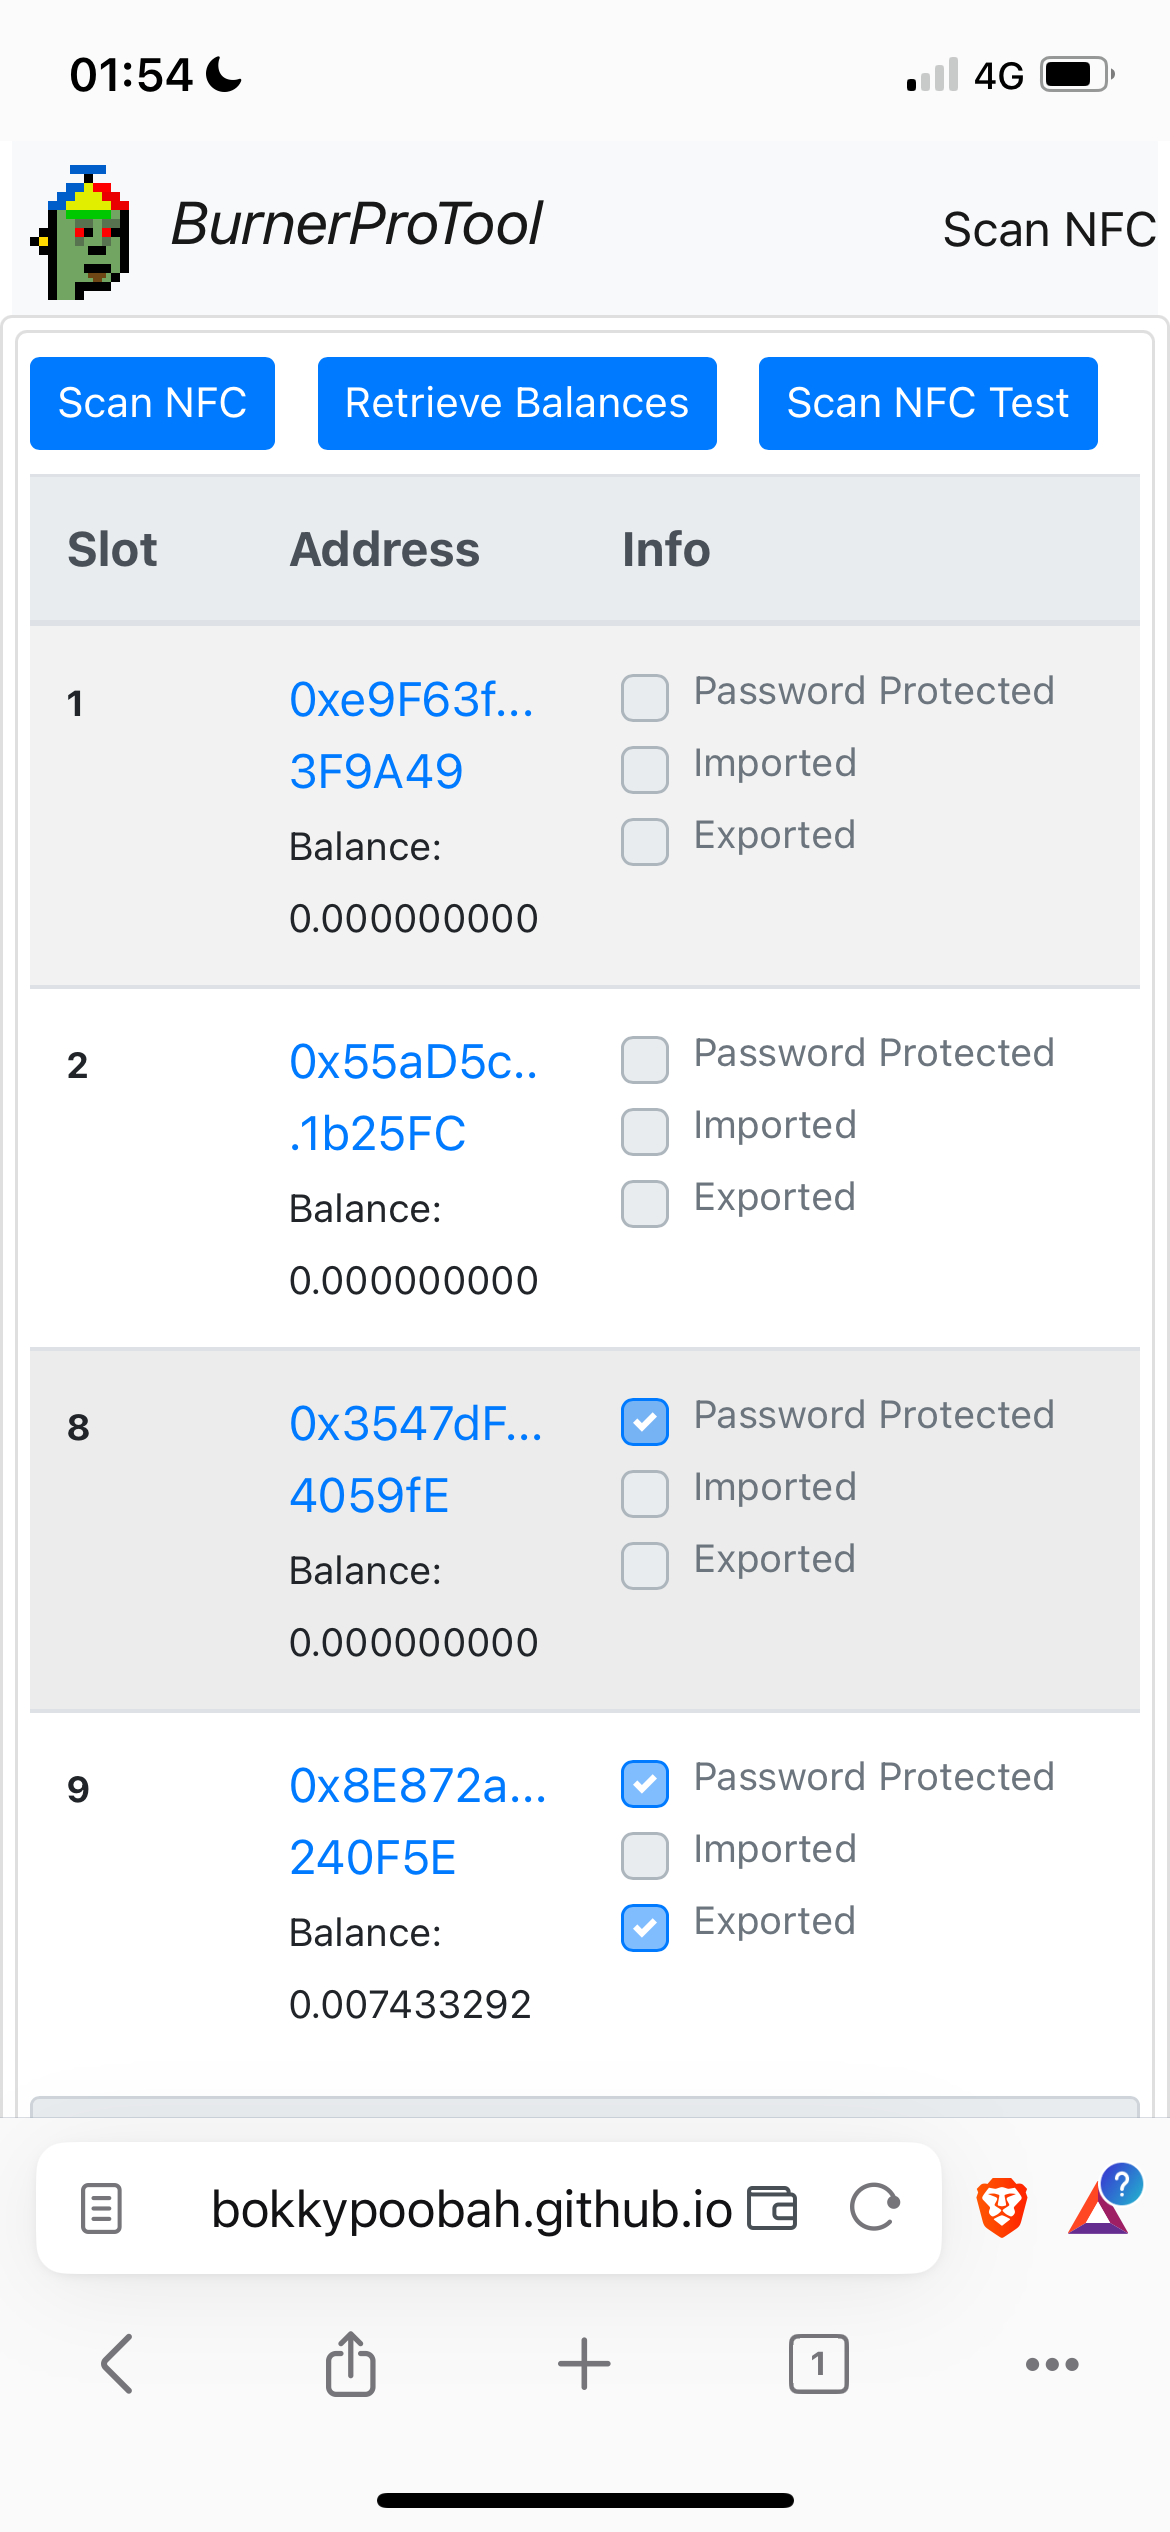 01:54
4G
BurnerProTool
Scan NFC
Scan NFC
Retrieve Balances
Scan NFC Test
Slot Address Info
1
0xe9F63f...
3F9A49
Balance:
0.000000000
Password Protected
Imported
Exported
2
0x55aD5c..
.1b25FC
Balance:
0.000000000
Password Protected
Imported
Exported
8
0x3547dF...
4059fE
Balance:
0.000000000
Password Protected
Imported
Exported
9
0x8E872a...
240F5E
Balance:
0.007433292
Password Protected
Imported
Exported
bokkypoobah.github.io
?
1